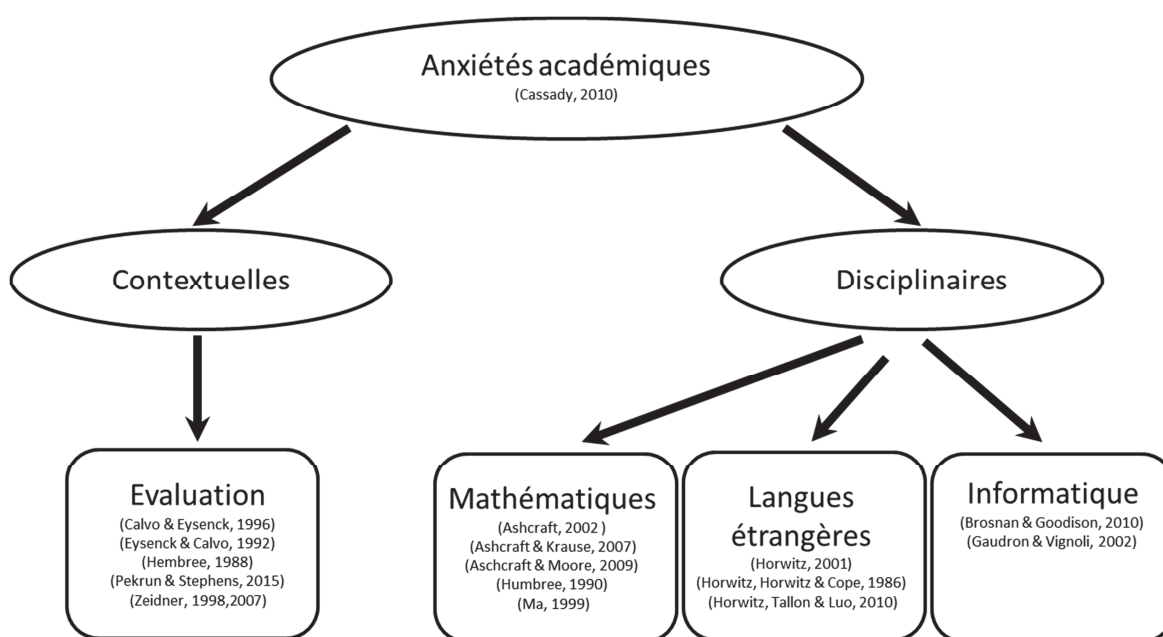 Anxiétés académiques
(Cassady, 2010)
Contextuelles
Disciplinaires
Evaluation
(Calvo & Eysenck, 1996)
(Eysenck & Calvo, 1992)
(Hembree, 1988)
(Pekrun & Stephens, 2015)
(Zeidner, 1998,2007)
Mathématiques
(Ashcraft, 2002 )
(Ashcraft & Krause, 2007)
(Aschcraft & Moore, 2009)
(Humbree, 1990)
(Ma, 1999)
Langues
étrangères
(Horwitz, 2001)
(Horwitz, Horwitz & Cope, 1986)
(Horwitz, Tallon & Luo, 2010)
Informatique
(Brosnan & Goodison, 2010)
(Gaudron & Vignoli, 2002)